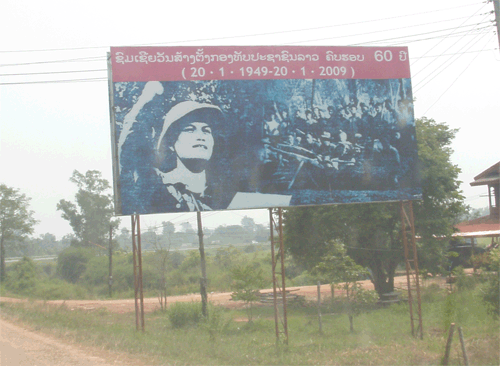 ຊົມເຊີຍວັນສ້າງຕັ້ງກອງທັບປະຊາຊົນລາວ ຄົບຮອບ 60 ປີ
( 20 - 1 - 1949-20 - 1 - 2009 )